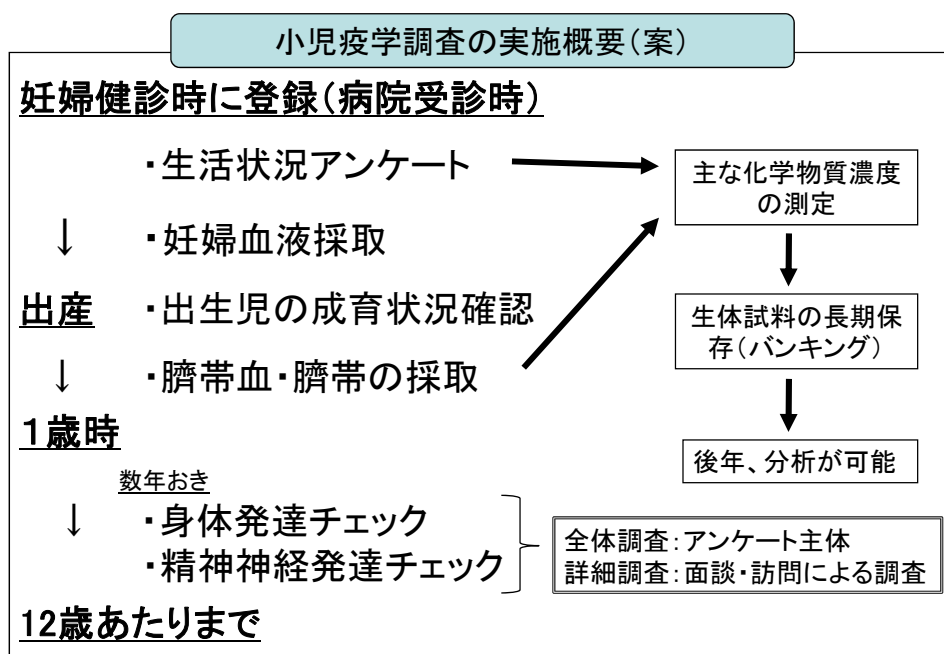 小児疫学調査の実施概要(案)
妊婦健診時に登録(病院受診時)
・生活状況アンケート
↓ ・妊婦血液採取
出産 ・出生児の成育状況確認
↓ ・臍帯血・臍帯の採取
1歳時
数年おき
↓ ・身体発達チェック
・精神神経発達チェック
12歳あたりまで
主な化学物質濃度
の測定
生体試料の長期保
存(バンキング)
後年、分析が可能
全体調査:アンケート主体
詳細調査:面談・訪問による調査